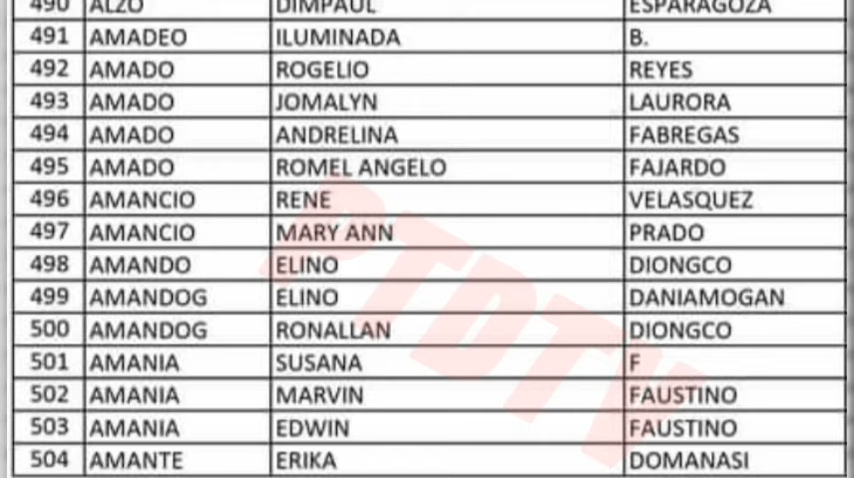 490 ALZO DIMPAUL ESPARAGOZA
491 AMADEO ILUMINADA B.
492 AMADO ROGELIO REYES
493 AMADO JOMALYN LAURORA
494 AMADO ANDRELINA FABREGAS
495 AMADO ROMEL ANGELO FAJARDO
496 AMANCIO RENE VELASQUEZ
497 AMANCIO MARY ANN PRADO
498 AMANDO ELINO DIONGCO
499 AMANDOG ELINO DANIAMOGAN
500 AMANDOG RONALLAN DIONGCO
501 AMANIA SUSANA F
502 AMANIA MARVIN FAUSTINO
503 AMANIA EDWIN FAUSTINO
504 AMANTE ERIKA DOMANASI
PTDTV